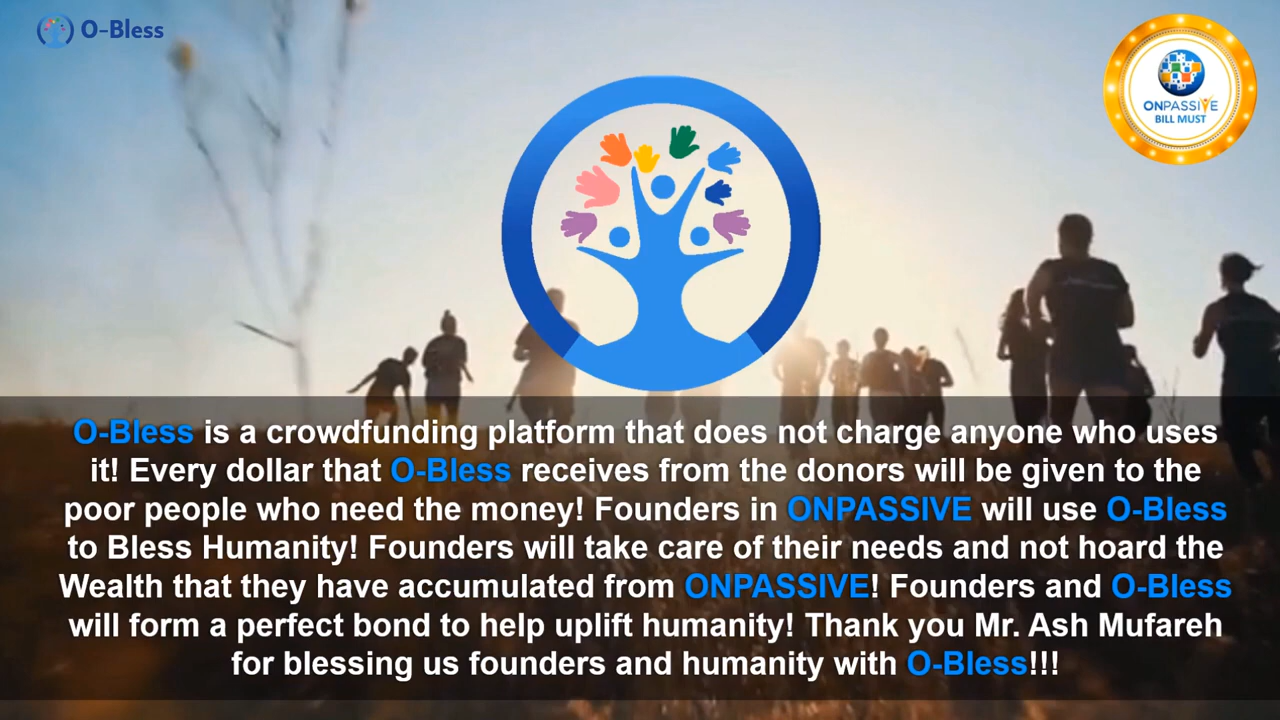 O-Bless
ONPASSIVE
BILL MUST
O-Bless is a crowdfunding platform that does not charge anyone who uses
it! Every dollar that O-Bless receives from the donors will be given to the
poor people who need the money! Founders in ONPASSIVE will use O-Bless
to Bless Humanity! Founders will take care of their needs and not hoard the
Wealth that they have accumulated from ONPASSIVE! Founders and O-Bless
will form a perfect bond to help uplift humanity! Thank you Mr. Ash Mufareh
for blessing us founders and humanity with O-Bless!!!